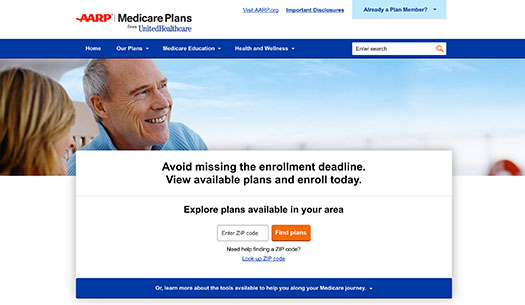 Visit AARP.org
Important Disclosures
Already a Plan Member?
AARP | Medicare Plans
from UnitedHealthcare
Home
Our Plans
Medicare Education
Health and Wellness
Enter search
Avoid missing the enrollment deadline.
View available plans and enroll today.
Explore plans available in your area
Enter ZIP code
Find plans
Need help finding a ZIP code?
Look up ZIP code
Or, learn more about the tools available to help you along your Medicare journey.